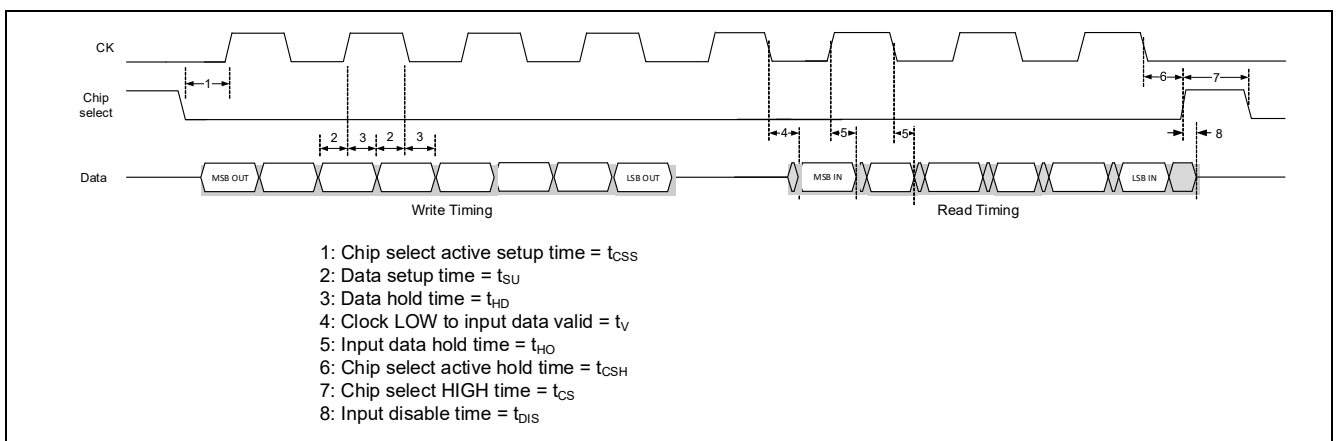 CK
1
6
7
Chip
select
2
3
2
3
4
5
5
8
Data
MSB OUT
LSB OUT
MSB IN
LSB IN
Write Timing
Read Timing
1: Chip select active setup time = tCSS
2: Data setup time = tSU
3: Data hold time = tHD
4: Clock LOW to input data valid = tV
5: Input data hold time = tHO
6: Chip select active hold time = tCSH
7: Chip select HIGH time = tCS
8: Input disable time = tDIS